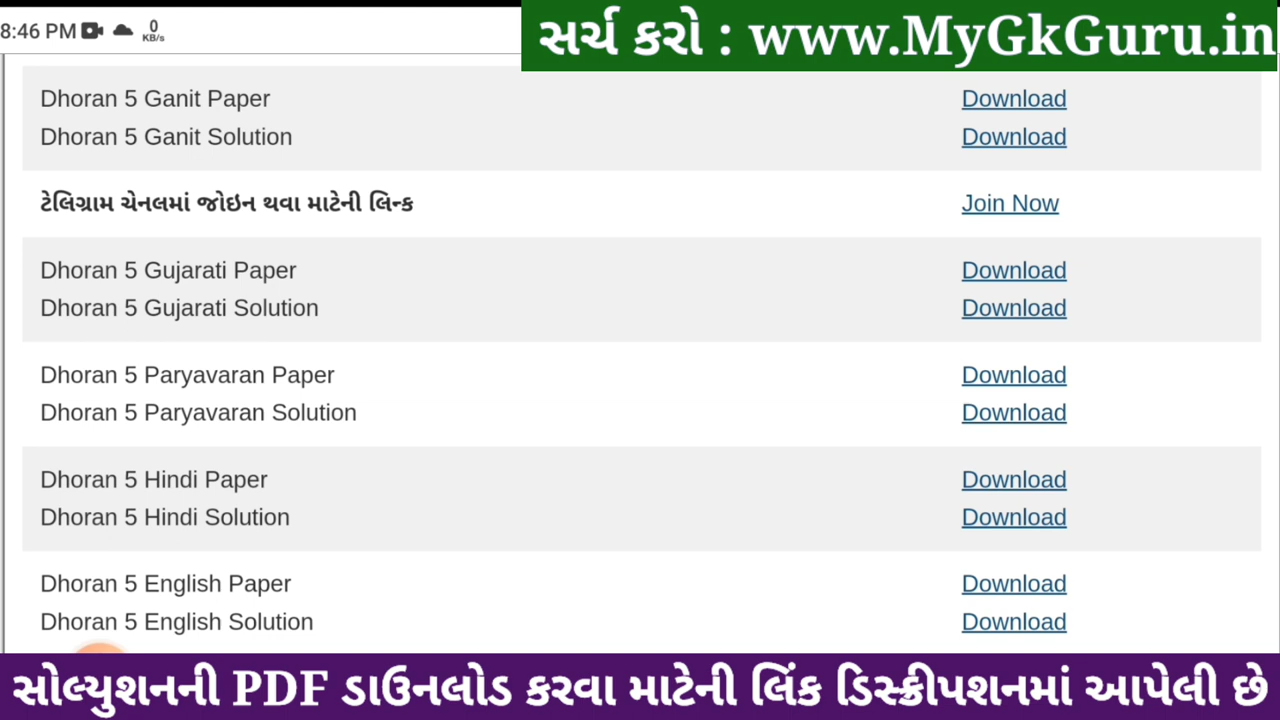 8:46 PM 0 KB/s
સર્ચ કરો : www.MyGkGuru.in
Dhoran 5 Ganit Paper Download
Dhoran 5 Ganit Solution Download
ટેલિગ્રામ ચેનલમાં જોઇન થવા માટેની લિન્ક Join Now
Dhoran 5 Gujarati Paper Download
Dhoran 5 Gujarati Solution Download
Dhoran 5 Paryavaran Paper Download
Dhoran 5 Paryavaran Solution Download
Dhoran 5 Hindi Paper Download
Dhoran 5 Hindi Solution Download
Dhoran 5 English Paper Download
Dhoran 5 English Solution Download
સોલ્યુશનની PDF ડાઉનલોડ કરવા માટેની લિંક ડિસ્ક્રીપશનમાં આપેલી છે